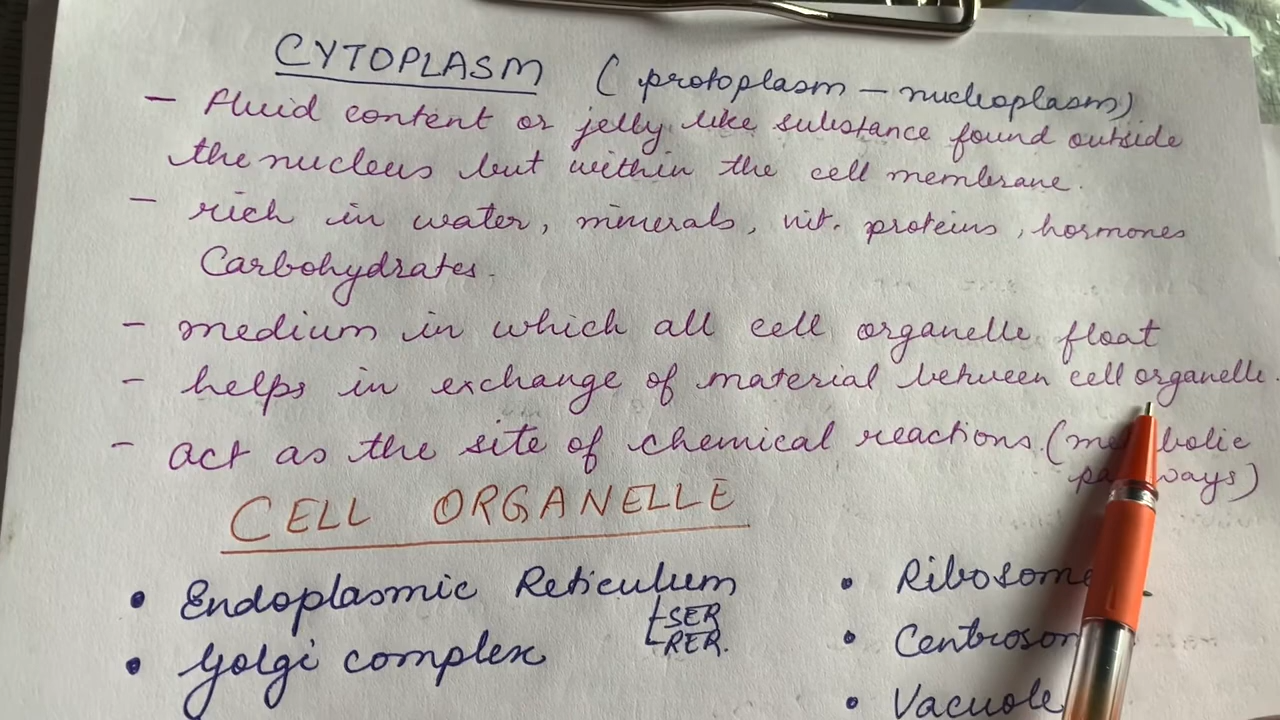 CYTOPLASM (protoplasm – nucleoplasm)
– Fluid content or jelly like substance found outside
the nucleus but within the cell membrane.
– rich in water, minerals, vit. proteins, hormones
Carbohydrates.
– medium in which all cell organelle float
– helps in exchange of material between cell organelle.
– act as the site of chemical reactions. (
CELL ORGANELLE
• Endoplasmic Reticulum
SER
RER.
• Golgi complex
• Ribosome
•
• Vacuole